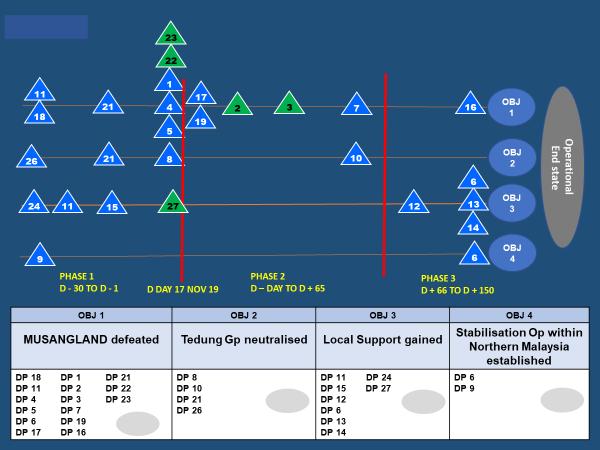 23
22
1
11
17
21
4
2
3
7
16
OBJ
1
18
19
5
26
21
8
10
OBJ
2
6
24
11
15
27
12
13
OBJ
3
14
9
6
OBJ
4
Operational
End state
PHASE 1
D - 30 TO D - 1
D DAY 17 NOV 19
PHASE 2
D – DAY TO D + 65
PHASE 3
D + 66 TO D + 150
OBJ 1 OBJ 2 OBJ 3 OBJ 4
MUSANGLAND defeated
Tedung Gp neutralised
Local Support gained
Stabilisation Op within
Northern Malaysia
established
DP 18 DP 1 DP 21
DP 11 DP 2 DP 22
DP 4 DP 3 DP 23
DP 5 DP 7
DP 6 DP 19
DP 17 DP 16
DP 8
DP 10
DP 21
DP 26
DP 11 DP 24
DP 15 DP 27
DP 12
DP 6
DP 13
DP 14
DP 6
DP 9